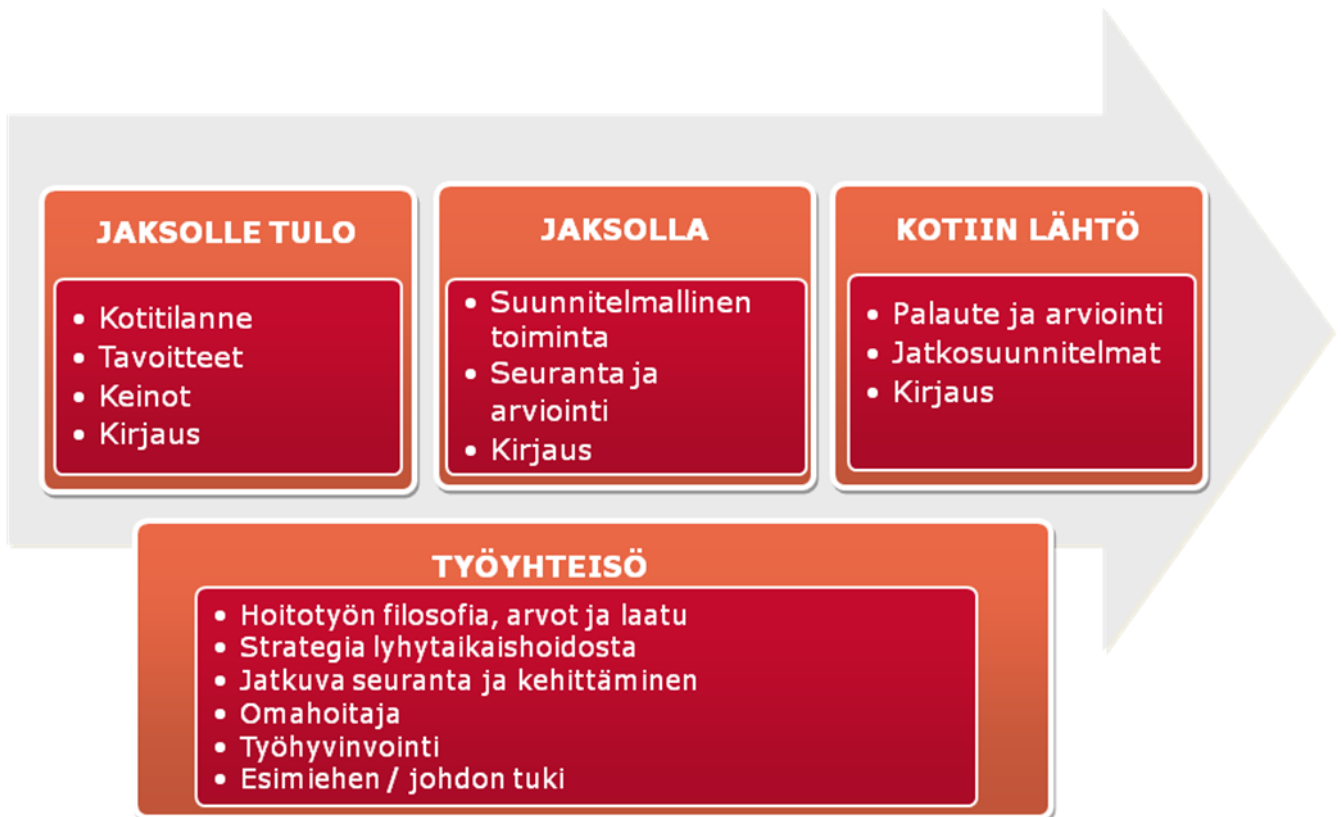 JAKSOLLE TULO
• Kotitilanne
• Tavoitteet
• Keinot
• Kirjaus
JAKSOLLA
• Suunnitelmallinen
toiminta
• Seuranta ja
arviointi
• Kirjaus
KOTIIN LÄHTÖ
• Palaute ja arviointi
• Jatkosuunnitelmat
• Kirjaus
TYÖYHTEISÖ
• Hoitotyön filosofia, arvot ja laatu
• Strategia lyhytaikaishoidosta
• Jatkuva seuranta ja kehittäminen
• Omahoitaja
• Työhyvinvointi
• Esimiehen / johdon tuki